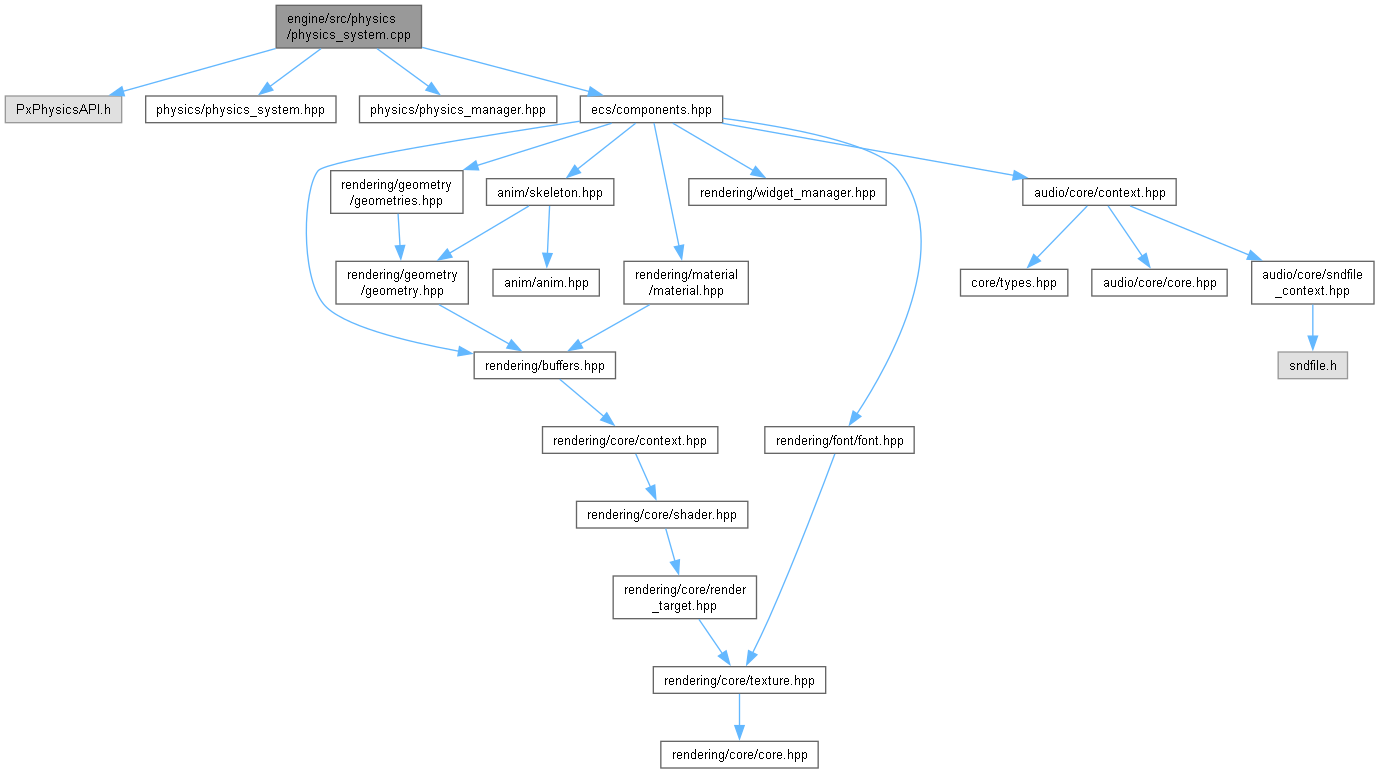 engine/src/physics
/physics_system.cpp
PxPhysicsAPI.h
physics/physics_system.hpp
physics/physics_manager.hpp
ecs/components.hpp
rendering/geometry
/geometries.hpp
anim/skeleton.hpp
rendering/widget_manager.hpp
audio/core/context.hpp
rendering/geometry
/geometry.hpp
anim/anim.hpp
rendering/material
/material.hpp
core/types.hpp
audio/core/core.hpp
audio/core/sndfile
_context.hpp
rendering/buffers.hpp
sndfile.h
rendering/core/context.hpp
rendering/font/font.hpp
rendering/core/shader.hpp
rendering/core/render
_target.hpp
rendering/core/texture.hpp
rendering/core/core.hpp